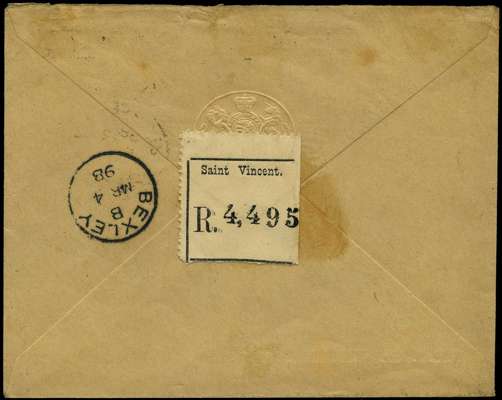 Saint Vincent.
R. 4,495
BEXLEY
B
MR 4
98